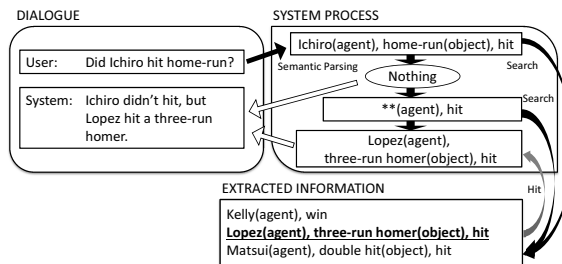 DIALOGUE
User: Did Ichiro hit home-run?
System: Ichiro didn't hit, but
Lopez hit a three-run
homer.
SYSTEM PROCESS
Ichiro(agent), home-run(object), hit
Semantic Parsing
Search
Nothing
Search
**(agent), hit
Lopez(agent),
three-run homer(object), hit
Hit
EXTRACTED INFORMATION
Kelly(agent), win
Lopez(agent), three-run homer(object), hit
Matsui(agent), double hit(object), hit